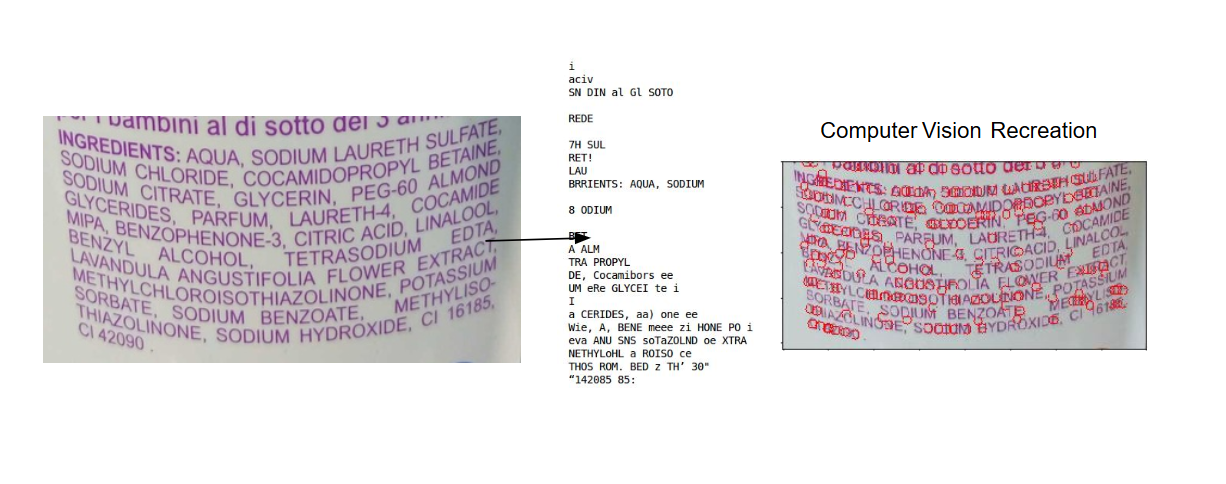 per i bambini al di sotto dei 3 anni
INGREDIENTS: AQUA, SODIUM LAURETH SULFATE,
SODIUM CHLORIDE, COCAMIDOPROPYL BETAINE,
SODIUM CITRATE, GLYCERIN, PEG-60 ALMOND
GLYCERIDES, PARFUM, LAURETH-4, COCAMIDE
MIPA, BENZOPHENONE-3, CITRIC ACID, LINALOOL,
BENZYL ALCOHOL, TETRASODIUM EDTA,
LAVANDULA ANGUSTIFOLIA FLOWER EXTRACT,
METHYLCHLOROISOTHIAZOLINONE, POTASSIUM
SORBATE, SODIUM BENZOATE, METHYLISO-
THIAZOLINONE, SODIUM HYDROXIDE, CI 16185,
CI 42090
i
aciv
SN DIN al Gl SOTO
REDE
7H SUL
RET!
LAU
BRRIENTS: AQUA, SODIUM
8 ODIUM
BET
A ALM
TRA PROPYL
DE, Cocamibors ee
UM eRe GLYCEI te i
I
a CERIDES, aa) one ee
Wie, A, BENE meee zi HONE PO i
eva ANU SNS soTaZOLND oe XTRA
NETHYLoHL a ROISO ce
THOS ROM. BED z TH’ 30"
“142085 85:
Computer Vision Recreation
bambini al di sotto dei 3
INGREDIENTS: AQUA, SODIUM LAURETH SULFATE,
SODIUM CHLORIDE, COCAMIDOPROPYL BETAINE,
SODIUM CITRATE, GLYCERIN, PEG-60 ALMOND
GLYCERIDES, PARFUM, LAURETH-4, COCAMIDE
MIPA, BENZOPHENONE-3, CITRIC ACID, LINALOOL,
BENZYL ALCOHOL, TETRASODIUM EDTA,
LAVANDULA ANGUSTIFOLIA FLOWER EXTRACT,
METHYLCHLOROISOTHIAZOLINONE, POTASSIUM
SORBATE, SODIUM BENZOATE, METHYLISO-
THIAZOLINONE, SODIUM HYDROXIDE, CI 16185,
CI 42090